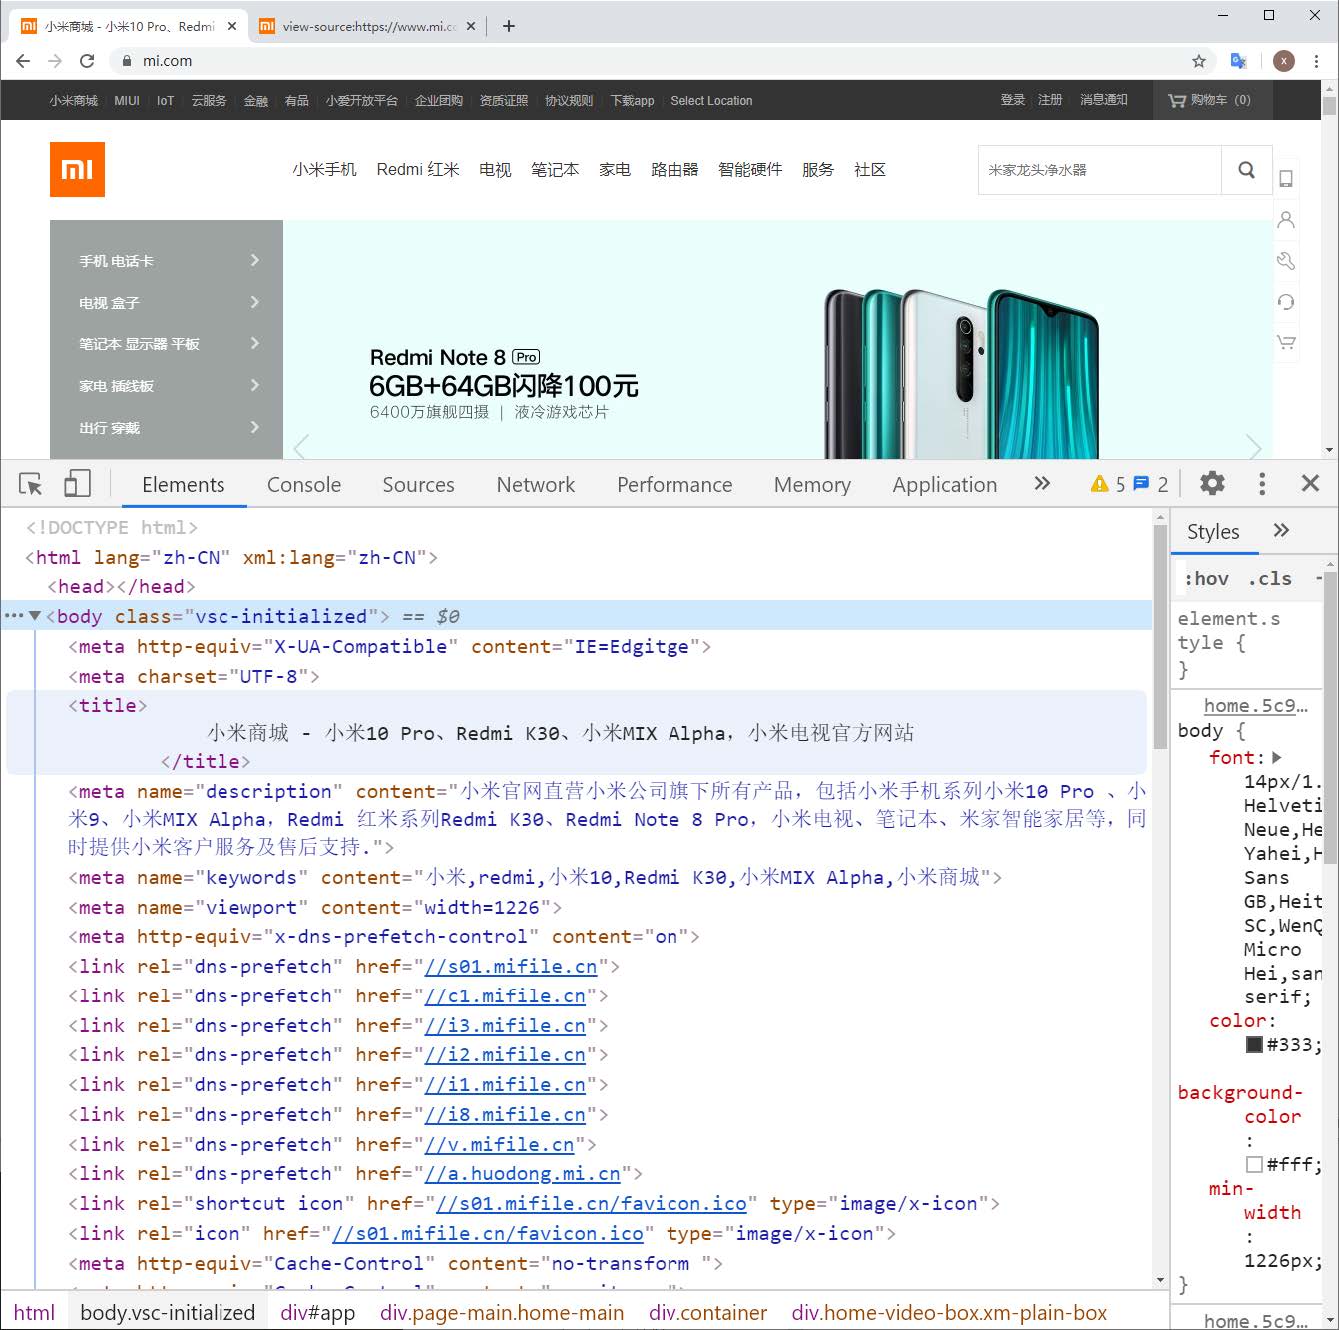 小米商城 - 小米10 Pro、Redmi
view-source:https://www.mi.c
mi.com
x
小米商城 MIUI IoT 云服务 金融 有品 小爱开放平台 企业团购 资质证照 协议规则 下载app Select Location 登录 注册 消息通知 购物车 (0)
小米手机 Redmi 红米 电视 笔记本 家电 路由器 智能硬件 服务 社区
米家龙头净水器
手机 电话卡
电视 盒子
笔记本 显示器 平板
家电 插线板
出行 穿戴
Redmi Note 8 Pro
6GB+64GB闪降100元
6400万旗舰四摄 | 液冷游戏芯片
Elements Console Sources Network Performance Memory Application » 5 2
<!DOCTYPE html>
<html lang="zh-CN" xml:lang="zh-CN">
<head></head>
<body class="vsc-initialized"> == $0
<meta http-equiv="X-UA-Compatible" content="IE=Edgitge">
<meta charset="UTF-8">
<title>
小米商城 - 小米10 Pro、Redmi K30、小米MIX Alpha，小米电视官方网站
</title>
<meta name="description" content="小米官网直营小米公司旗下所有产品，包括小米手机系列小米10 Pro 、小
米9、小米MIX Alpha，Redmi 红米系列Redmi K30、Redmi Note 8 Pro，小米电视、笔记本、米家智能家居等，同
时提供小米客户服务及售后支持.">
<meta name="keywords" content="小米,redmi,小米10,Redmi K30,小米MIX Alpha,小米商城">
<meta name="viewport" content="width=1226">
<meta http-equiv="x-dns-prefetch-control" content="on">
<link rel="dns-prefetch" href="//s01.mifile.cn">
<link rel="dns-prefetch" href="//c1.mifile.cn">
<link rel="dns-prefetch" href="//i3.mifile.cn">
<link rel="dns-prefetch" href="//i2.mifile.cn">
<link rel="dns-prefetch" href="//i1.mifile.cn">
<link rel="dns-prefetch" href="//i8.mifile.cn">
<link rel="dns-prefetch" href="//v.mifile.cn">
<link rel="dns-prefetch" href="//a.huodong.mi.cn">
<link rel="shortcut icon" href="//s01.mifile.cn/favicon.ico" type="image/x-icon">
<link rel="icon" href="//s01.mifile.cn/favicon.ico" type="image/x-icon">
<meta http-equiv="Cache-Control" content="no-transform ">
html body.vsc-initialized div#app div.page-main.home-main div.container div.home-video-box.xm-plain-box
Styles »
:hov .cls
element.s
tyle {
}
home.5c9…
body {
font:
14px/1.
Helveti
Neue,He
Yahei,H
Sans
GB,Heit
SC,WenQ
Micro
Hei,san
serif;
color:
#333;
background-
color
:
#fff;
min-
width
:
1226px;
}
home.5c9…